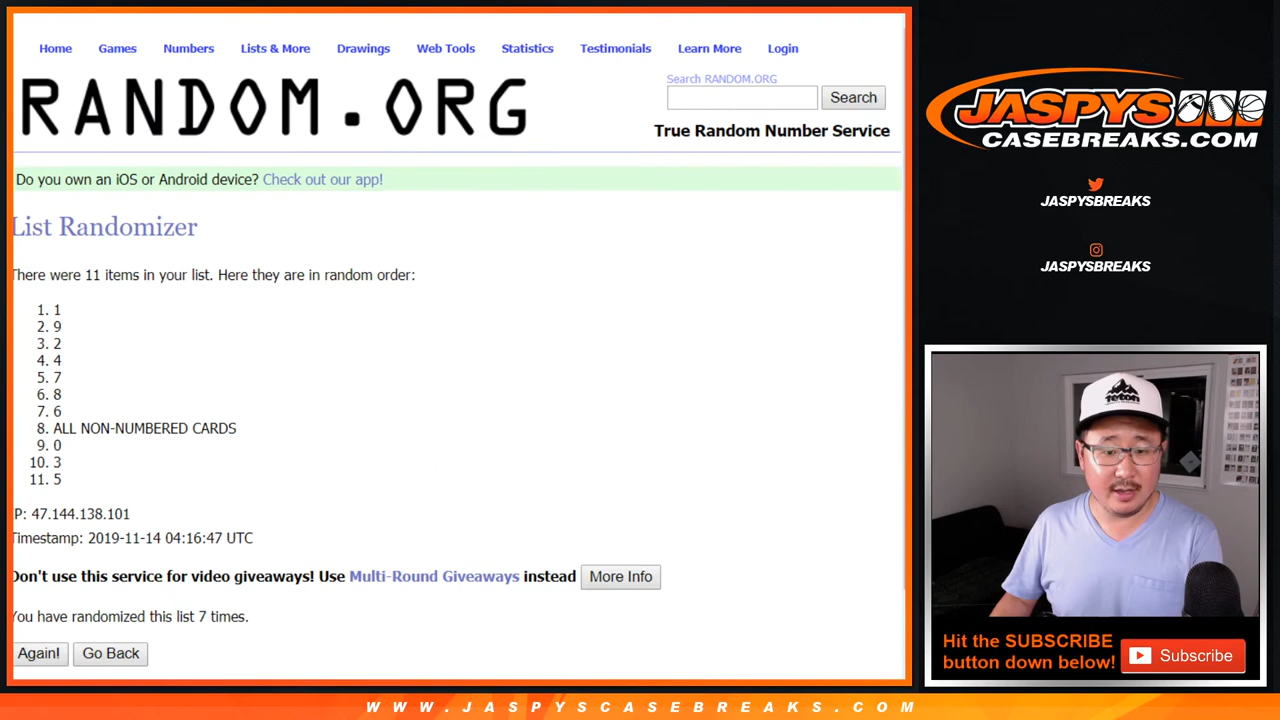 Home Games Numbers Lists & More Drawings Web Tools Statistics Testimonials Learn More Login
RANDOM.ORG
Search RANDOM.ORG
Search
True Random Number Service
Do you own an iOS or Android device? Check out our app!
List Randomizer
There were 11 items in your list. Here they are in random order:
1. 1
2. 9
3. 2
4. 4
5. 7
6. 8
7. 6
8. ALL NON-NUMBERED CARDS
9. 0
10. 3
11. 5
P: 47.144.138.101
Timestamp: 2019-11-14 04:16:47 UTC
Don't use this service for video giveaways! Use Multi-Round Giveaways instead More Info
You have randomized this list 7 times.
Again! Go Back
JASPYS
CASEBREAKS.COM
JASPYSBREAKS
JASPYSBREAKS
teton
Hit the SUBSCRIBE
button down below!
Subscribe
WWW.JASPYSCASEBREAKS.COM